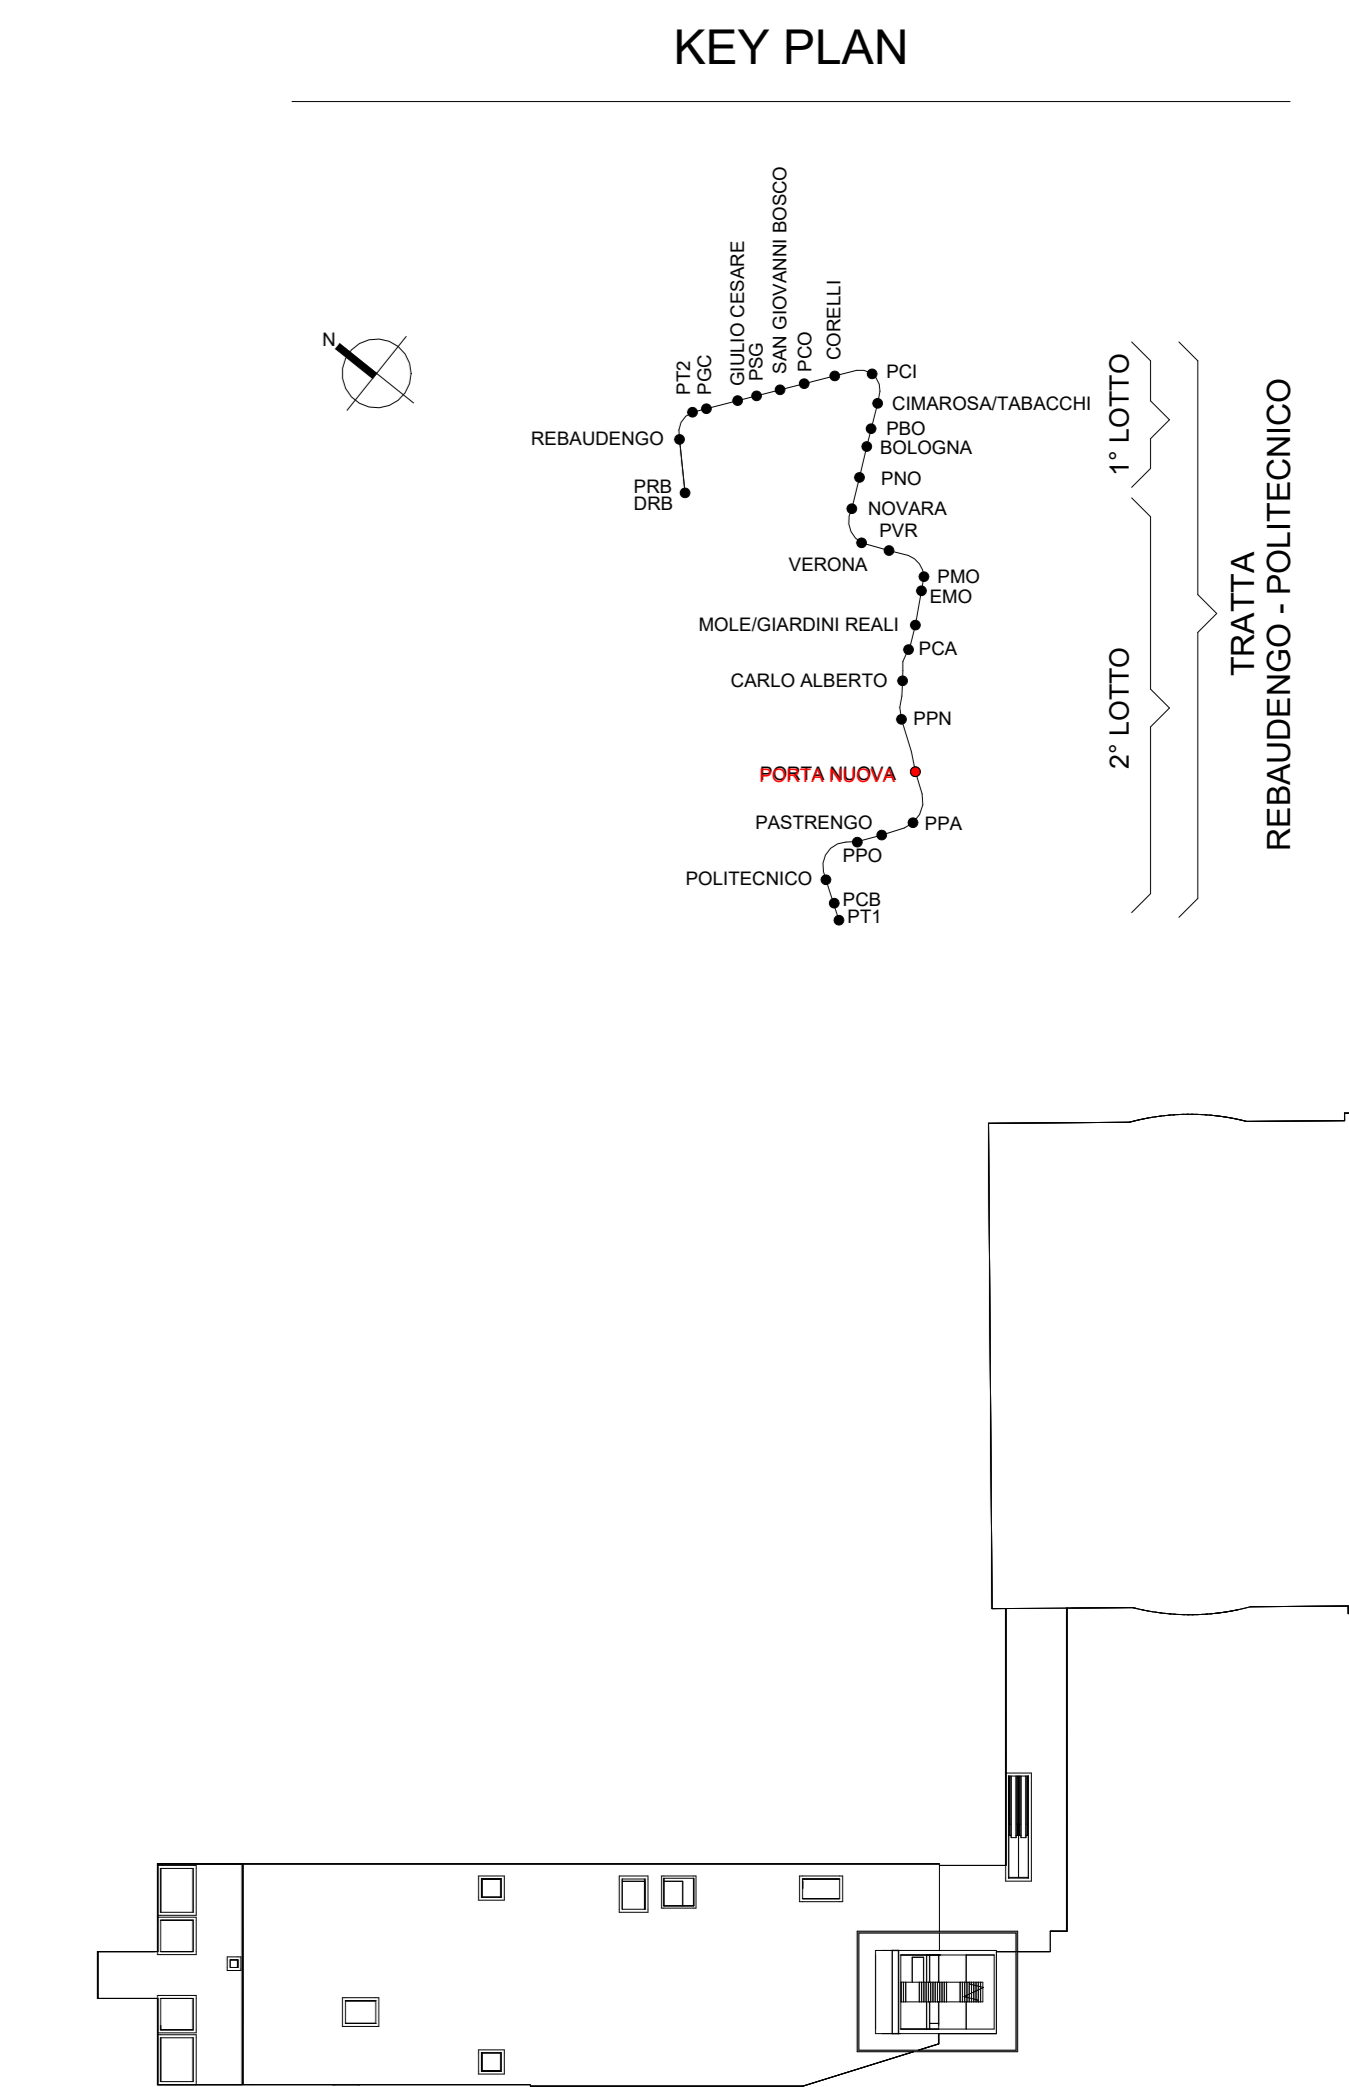 KEY PLAN
N
PT2
PGC
GIULIO CESARE
PSG
SAN GIOVANNI BOSCO
PCO
CORELLI
PCI
CIMAROSA/TABACCHI
PBO
BOLOGNA
REBAUDENGO
PRB
DRB
PNO
NOVARA
PVR
VERONA
PMO
EMO
MOLE/GIARDINI REALI
PCA
CARLO ALBERTO
PPN
PORTA NUOVA
PASTRENGO
PPA
PPO
POLITECNICO
PCB
PT1
1° LOTTO
2° LOTTO
TRATTA
REBAUDENGO - POLITECNICO